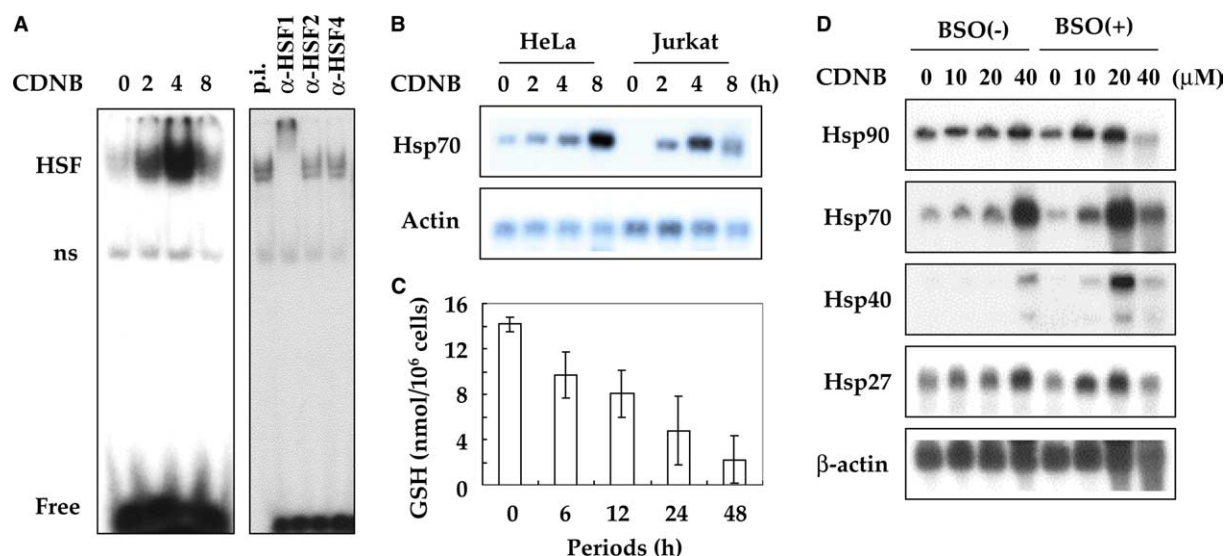 A
CDNB 0 2 4 8
p.i.
α-HSF1
α-HSF2
α-HSF4
HSF
ns
Free
B
HeLa Jurkat
CDNB 0 2 4 8 0 2 4 8 (h)
Hsp70
Actin
C
GSH (nmol/10⁶ cells)
16
12
8
4
0
0 6 12 24 48
Periods (h)
D
BSO(-) BSO(+)
CDNB 0 10 20 40 0 10 20 40 (μM)
Hsp90
Hsp70
Hsp40
Hsp27
β-actin